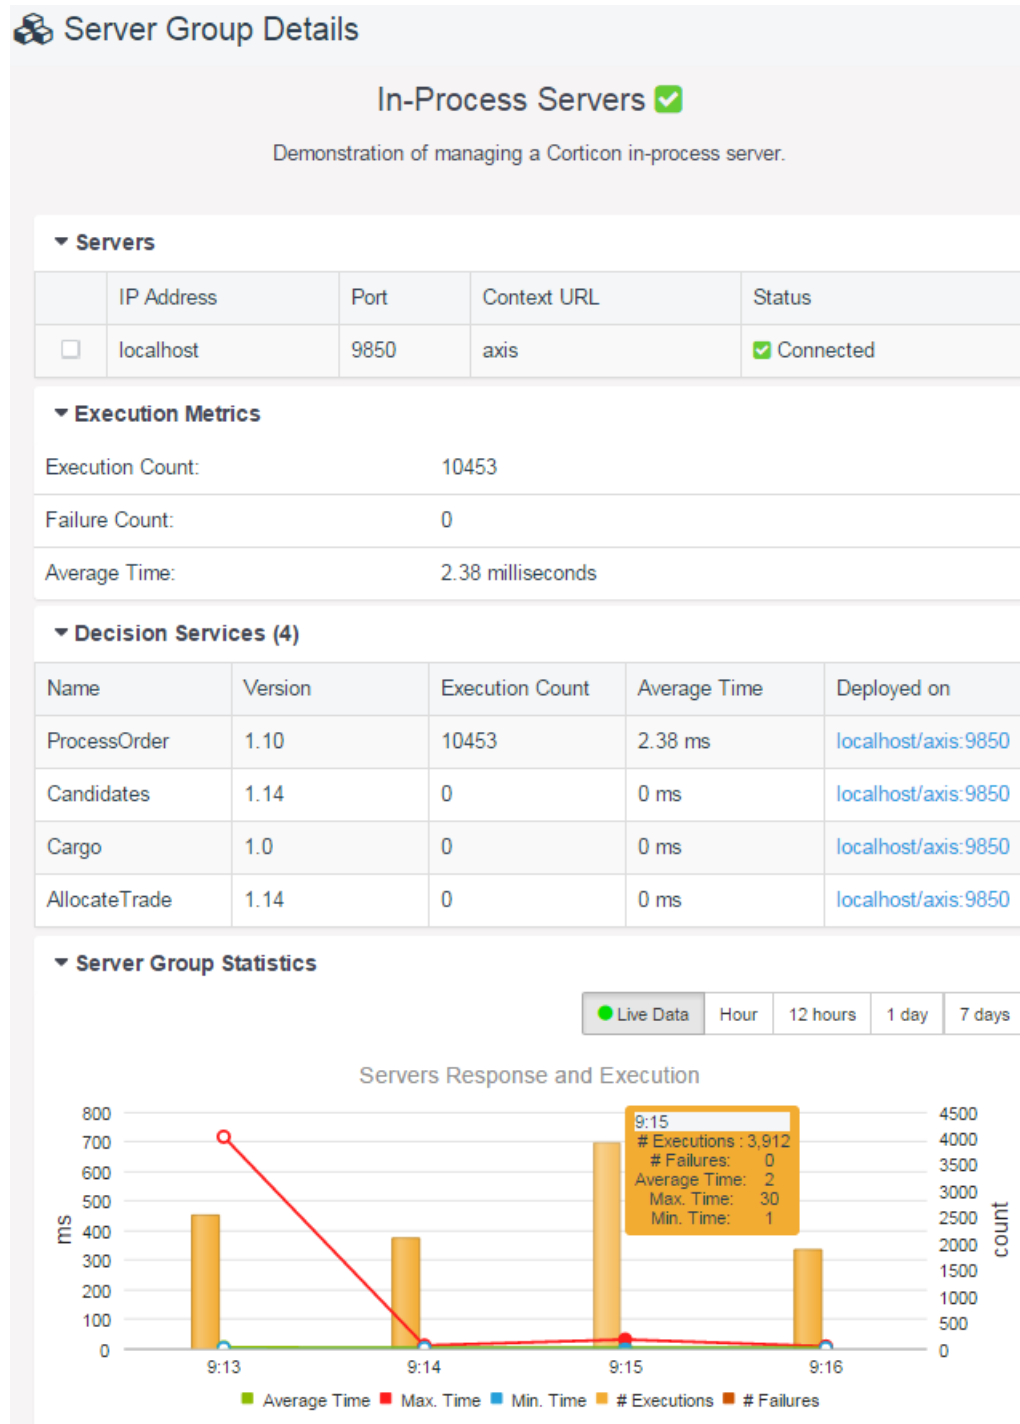 Server Group Details
In-Process Servers
Demonstration of managing a Corticon in-process server.
Servers
IP Address Port Context URL Status
localhost 9850 axis Connected
Execution Metrics
Execution Count: 10453
Failure Count: 0
Average Time: 2.38 milliseconds
Decision Services (4)
Name Version Execution Count Average Time Deployed on
ProcessOrder 1.10 10453 2.38 ms localhost/axis:9850
Candidates 1.14 0 0 ms localhost/axis:9850
Cargo 1.0 0 0 ms localhost/axis:9850
AllocateTrade 1.14 0 0 ms localhost/axis:9850
Server Group Statistics
Live Data Hour 12 hours 1 day 7 days
Servers Response and Execution
800
700
600
500
400
300
200
100
0
ms
9:15
# Executions : 3,912
# Failures: 0
Average Time: 2
Max. Time: 30
Min. Time: 1
4500
4000
3500
3000
2500
2000
1500
1000
500
0
count
9:13 9:14 9:15 9:16
Average Time Max. Time Min. Time # Executions # Failures